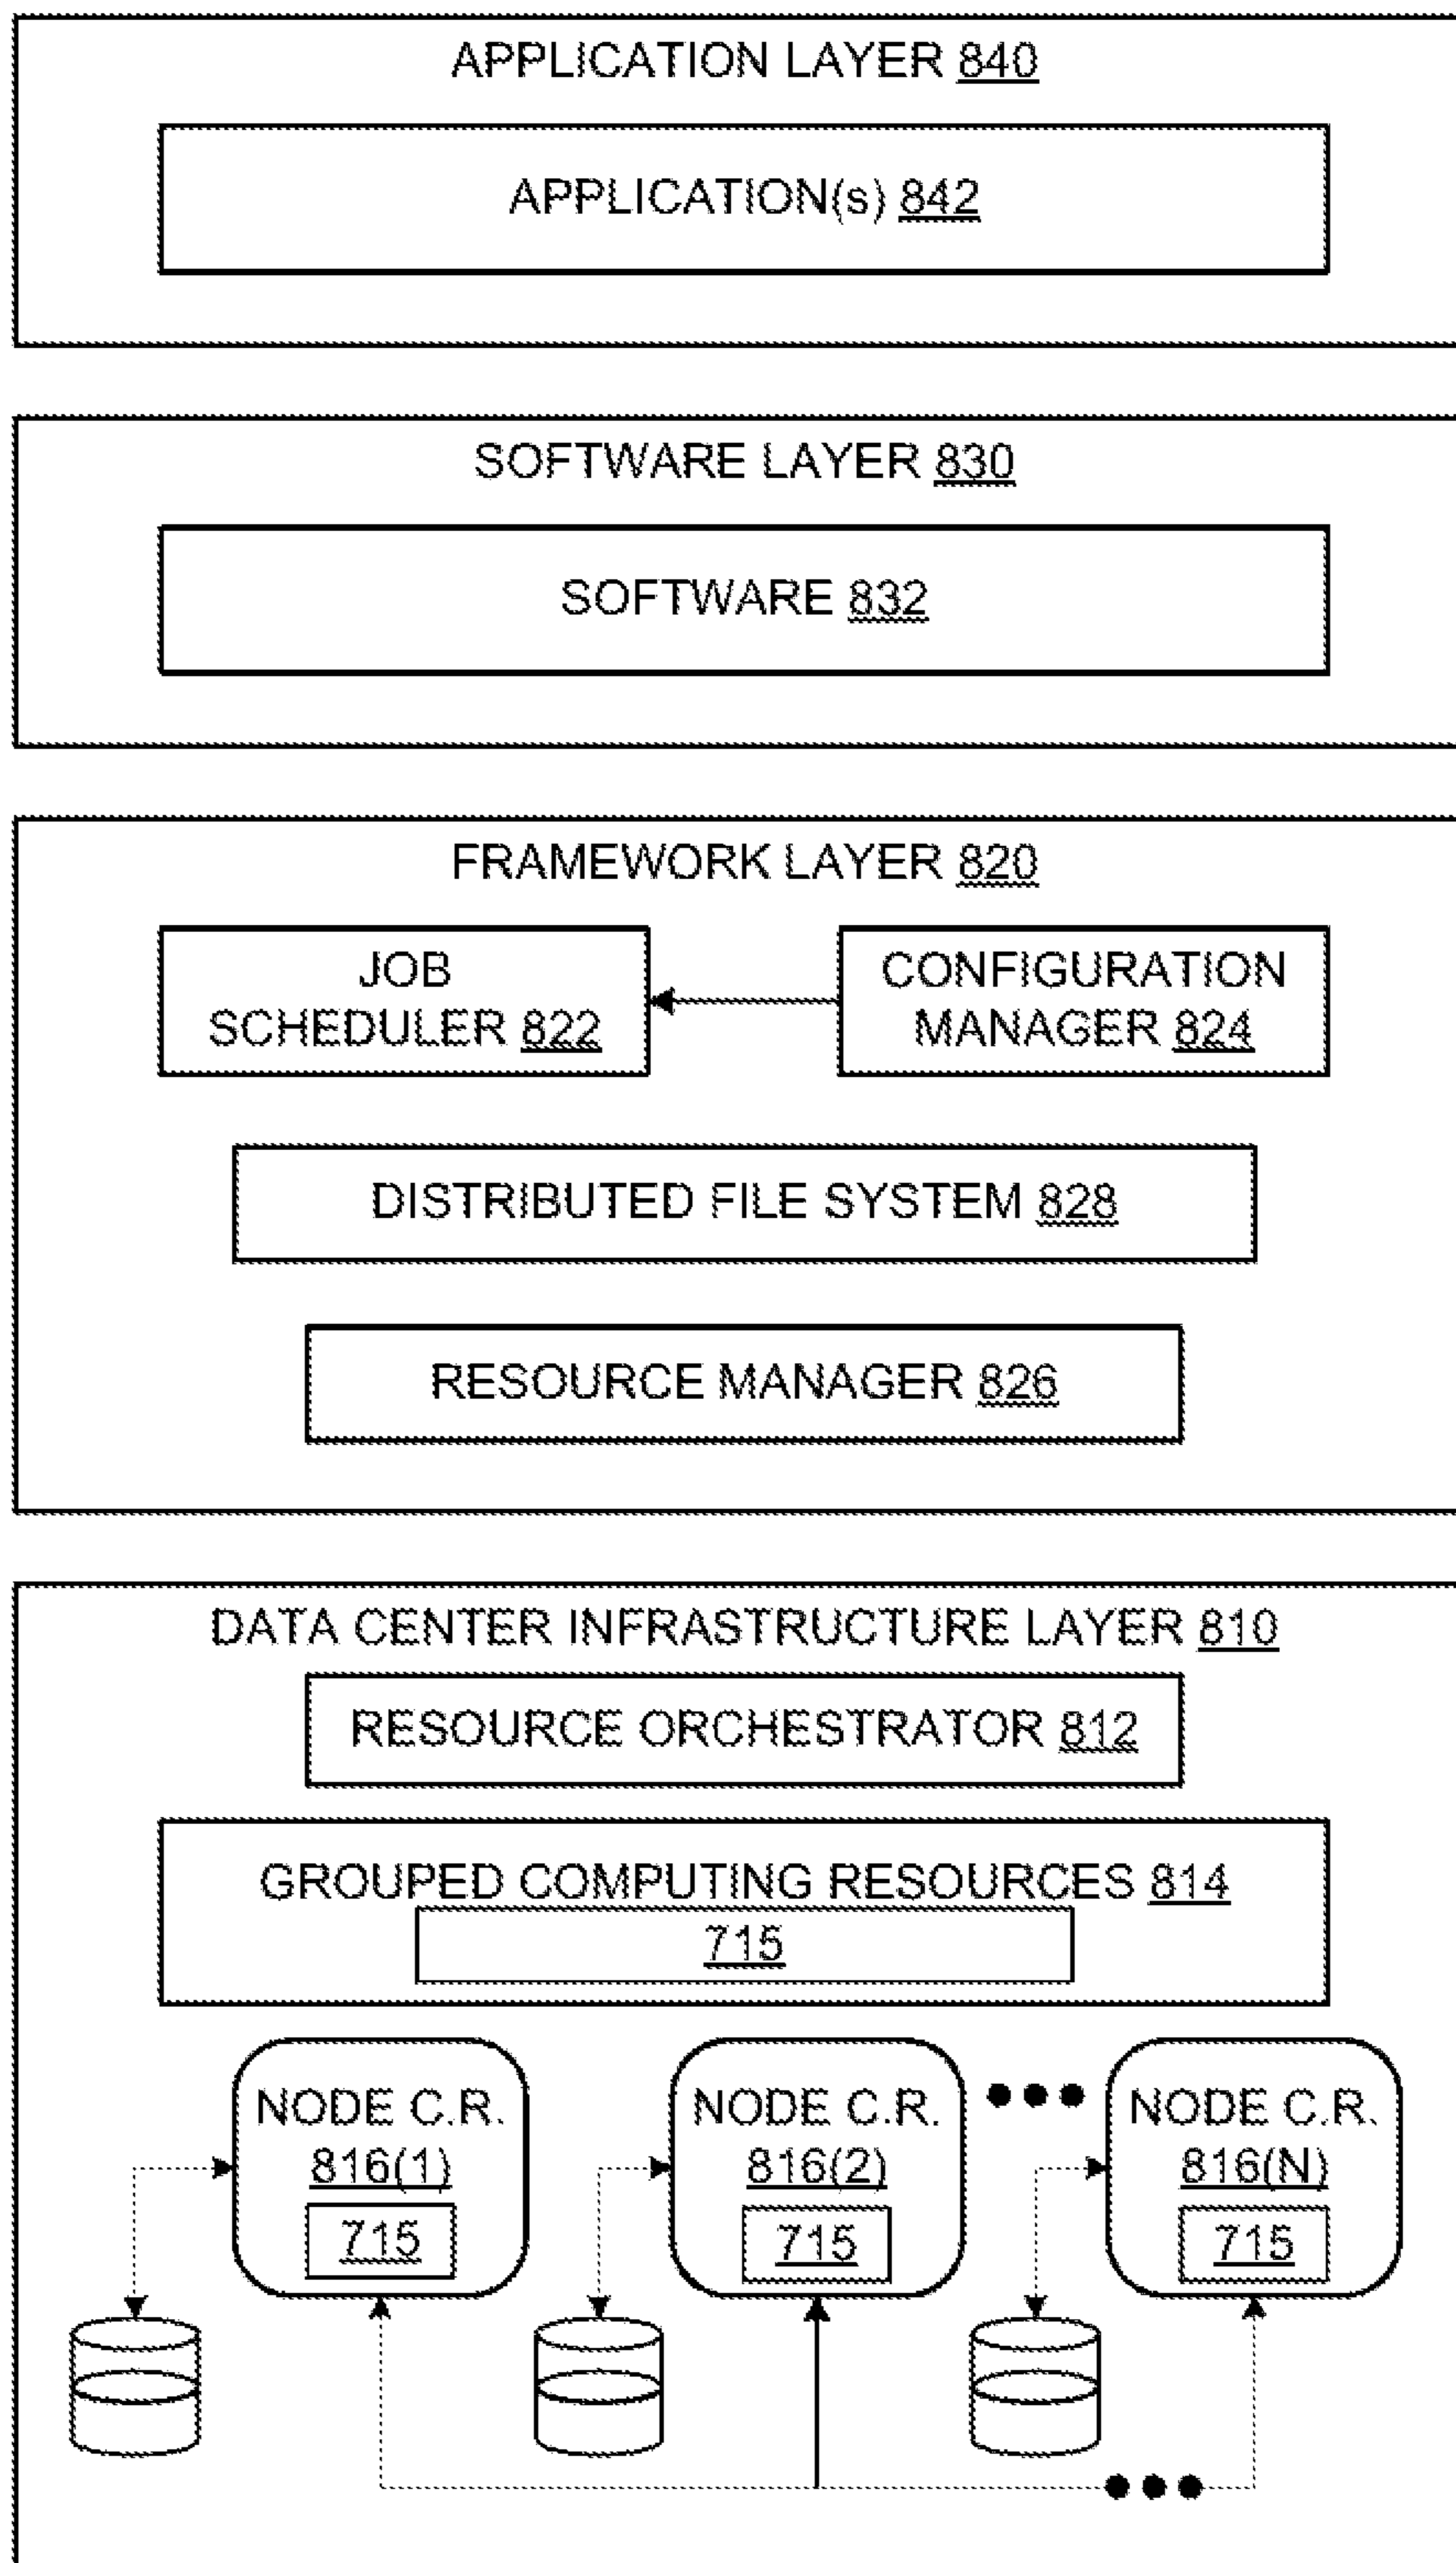 APPLICATION LAYER 840
APPLICATION(s) 842
SOFTWARE LAYER 830
SOFTWARE 832
FRAMEWORK LAYER 820
JOB
SCHEDULER 822
CONFIGURATION
MANAGER 824
DISTRIBUTED FILE SYSTEM 828
RESOURCE MANAGER 826
DATA CENTER INFRASTRUCTURE LAYER 810
RESOURCE ORCHESTRATOR 812
GROUPED COMPUTING RESOURCES 814
715
NODE C.R.
816(1)
715
NODE C.R.
816(2)
715
NODE C.R.
816(N)
715